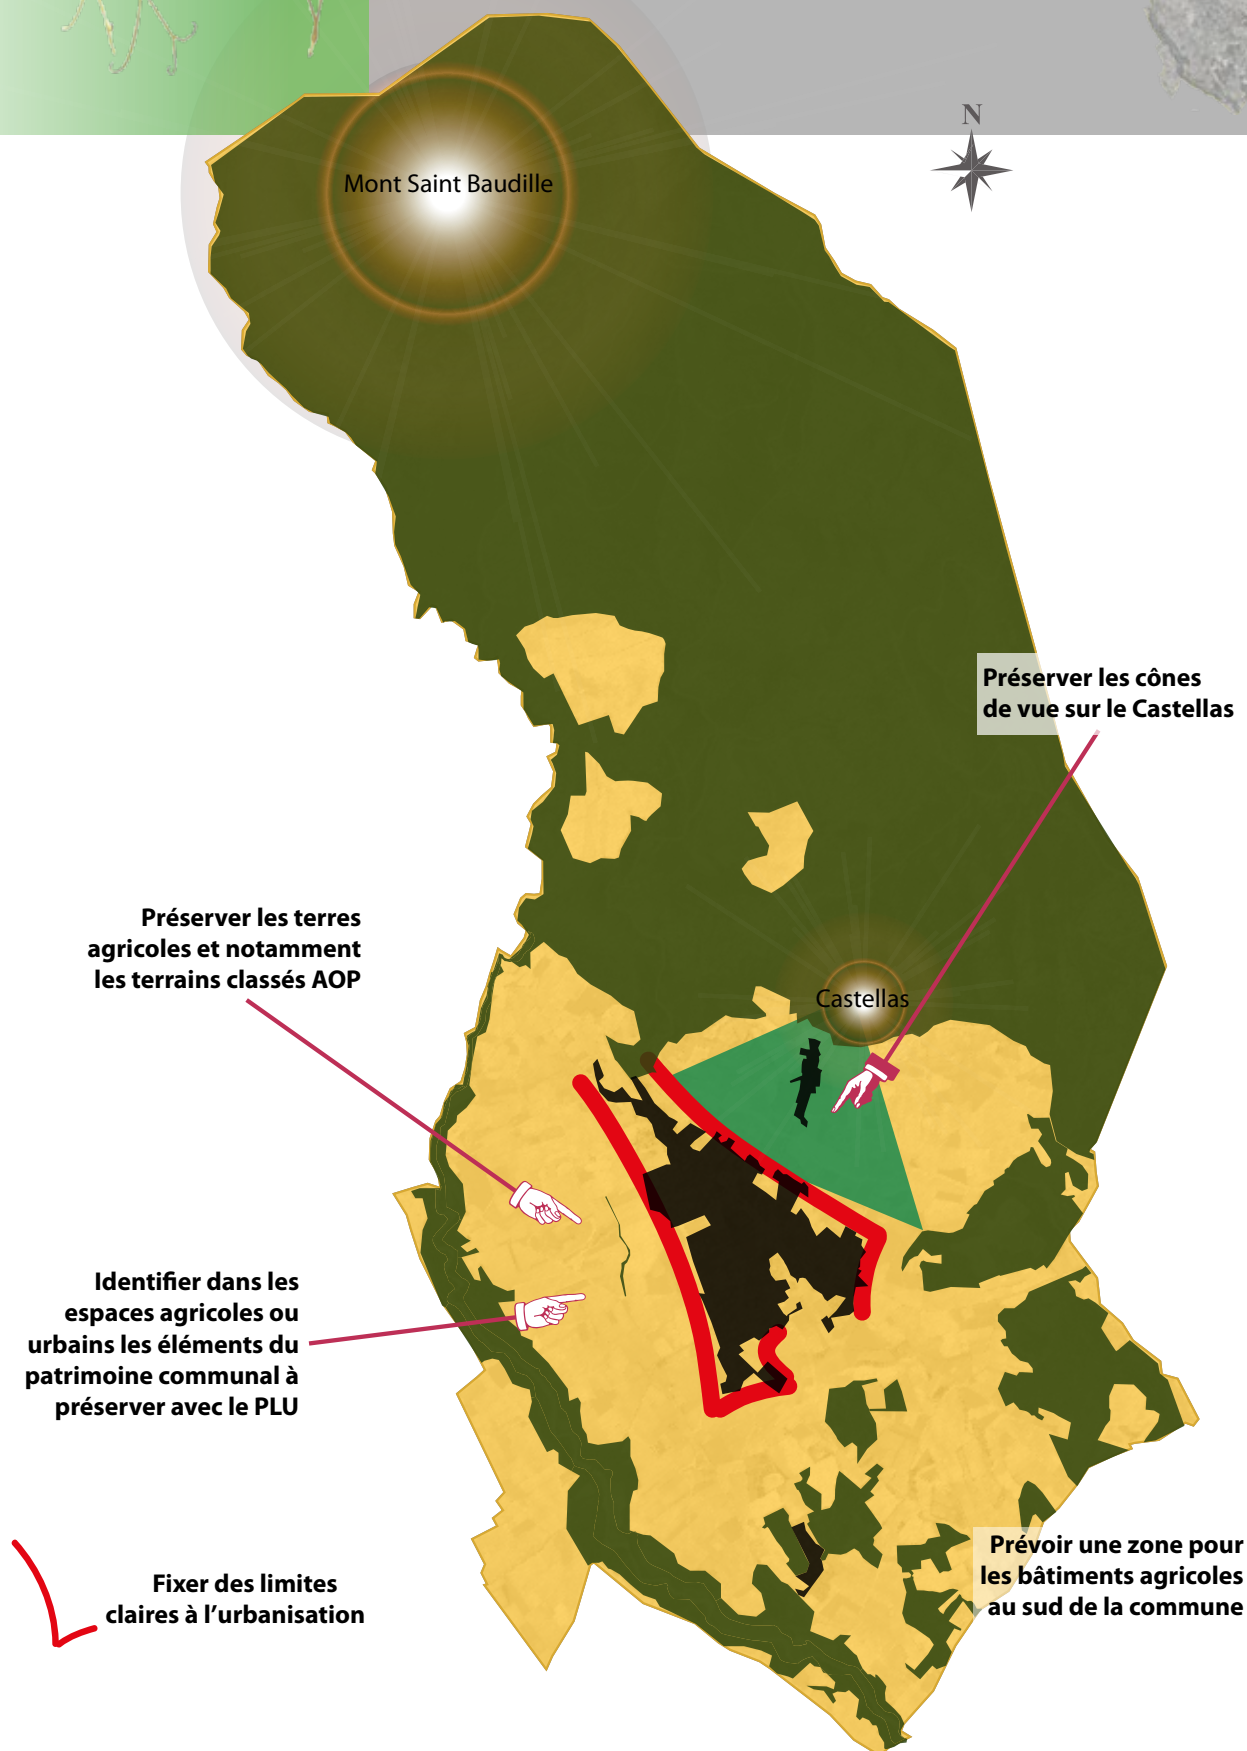 N
Mont Saint Baudille
Préserver les cônes
de vue sur le Castellas
Préserver les terres
agricoles et notamment
les terrains classés AOP
Castellas
Identifier dans les
espaces agricoles ou
urbains les éléments du
patrimoine communal à
préserver avec le PLU
Prévoir une zone pour
les bâtiments agricoles
au sud de la commune
Fixer des limites
claires à l'urbanisation